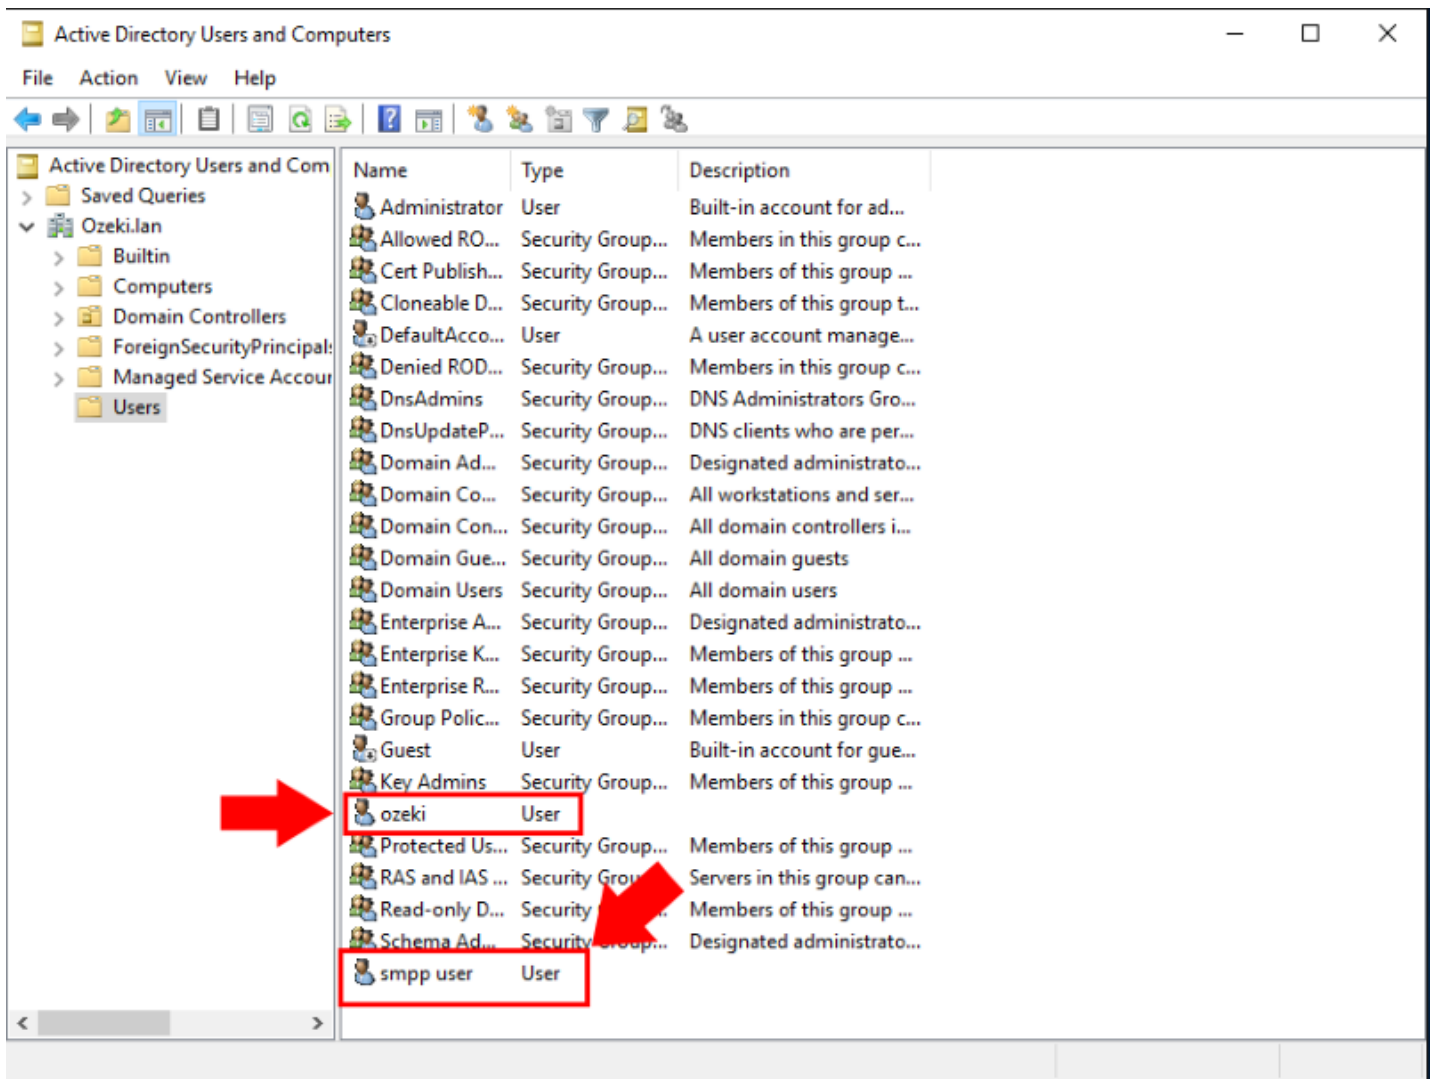 Active Directory Users and Computers
File Action View Help
Active Directory Users and Com
Saved Queries
Ozeki.lan
Builtin
Computers
Domain Controllers
ForeignSecurityPrincipals
Managed Service Accour
Users
Name Type Description
Administrator User Built-in account for ad...
Allowed RO... Security Group... Members in this group c...
Cert Publish... Security Group... Members of this group ...
Cloneable D... Security Group... Members of this group t...
DefaultAcco... User A user account manage...
Denied ROD... Security Group... Members in this group c...
DnsAdmins Security Group... DNS Administrators Gro...
DnsUpdateP... Security Group... DNS clients who are per...
Domain Ad... Security Group... Designated administrato...
Domain Co... Security Group... All workstations and ser...
Domain Con... Security Group... All domain controllers i...
Domain Gue... Security Group... All domain guests
Domain Users Security Group... All domain users
Enterprise A... Security Group... Designated administrato...
Enterprise K... Security Group... Members of this group ...
Enterprise R... Security Group... Members of this group ...
Group Polic... Security Group... Members in this group c...
Guest User Built-in account for gue...
Key Admins Security Group... Members of this group ...
ozeki User
Protected Us... Security Group... Members of this group ...
RAS and IAS ... Security Grou Servers in this group can...
Read-only D... Security Members of this group ...
Schema Ad... Security Group... Designated administrato...
smpp user User